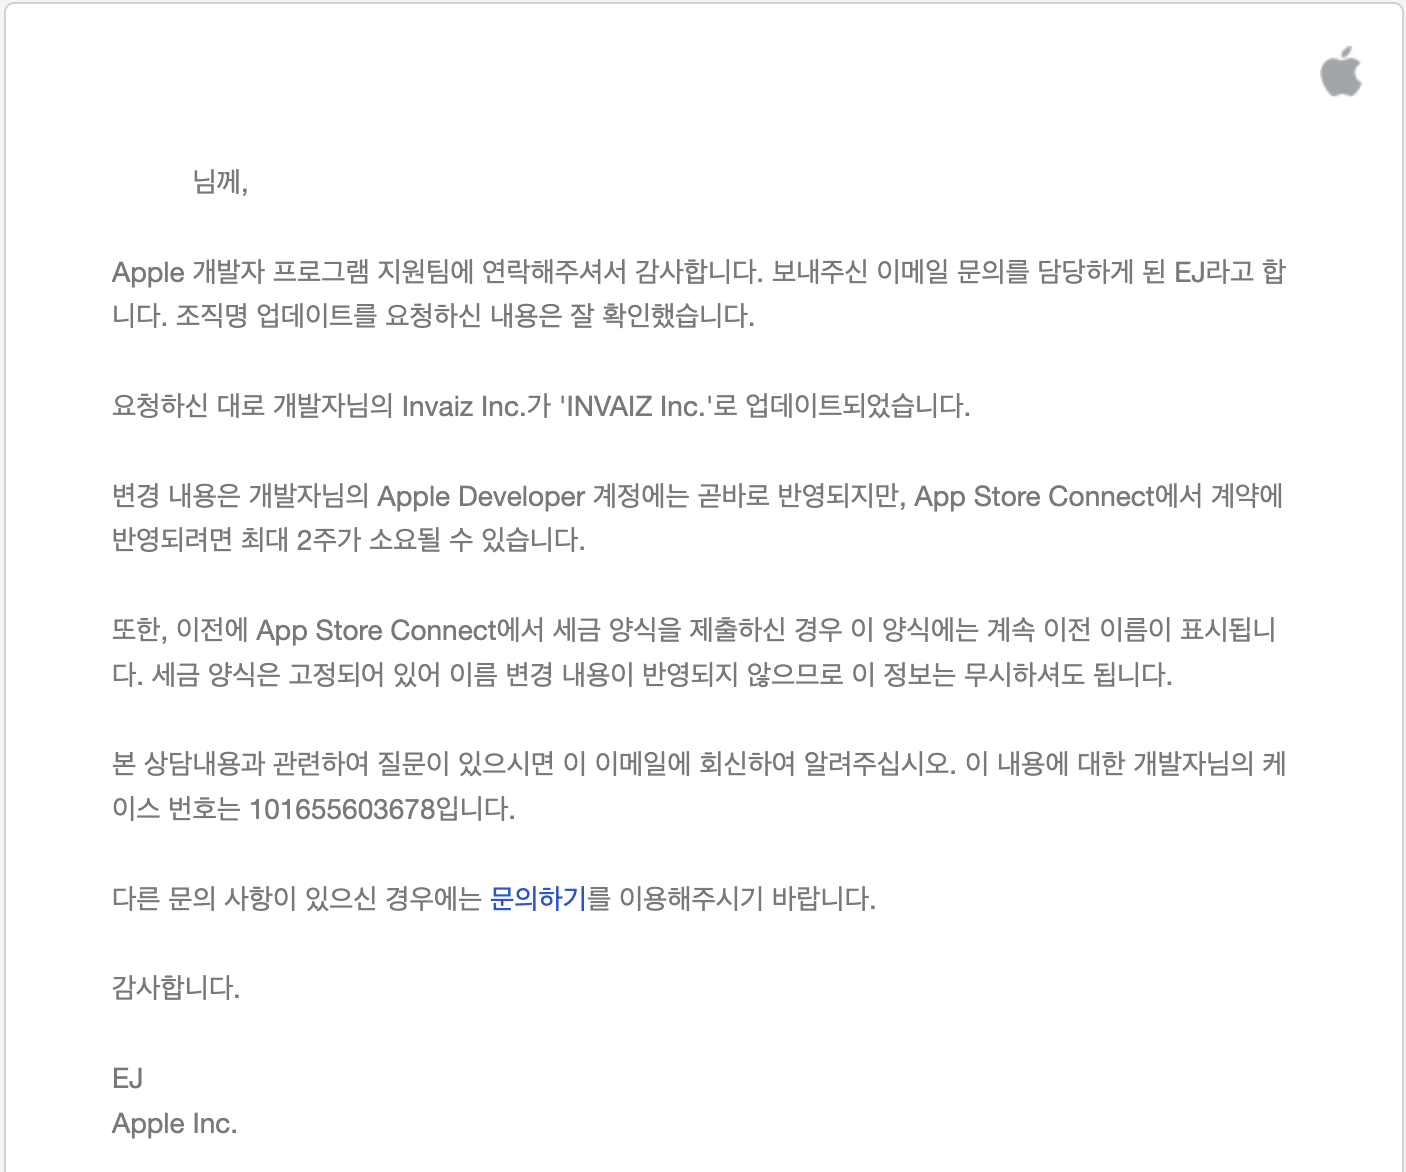 님께,
Apple 개발자 프로그램 지원팀에 연락해주셔서 감사합니다. 보내주신 이메일 문의를 담당하게 된 EJ라고 합
니다. 조직명 업데이트를 요청하신 내용은 잘 확인했습니다.
요청하신 대로 개발자님의 Invaiz Inc.가 'INVAIZ Inc.'로 업데이트되었습니다.
변경 내용은 개발자님의 Apple Developer 계정에는 곧바로 반영되지만, App Store Connect에서 계약에
반영되려면 최대 2주가 소요될 수 있습니다.
또한, 이전에 App Store Connect에서 세금 양식을 제출하신 경우 이 양식에는 계속 이전 이름이 표시됩니
다. 세금 양식은 고정되어 있어 이름 변경 내용이 반영되지 않으므로 이 정보는 무시하셔도 됩니다.
본 상담내용과 관련하여 질문이 있으시면 이 이메일에 회신하여 알려주십시오. 이 내용에 대한 개발자님의 케
이스 번호는 101655603678입니다.
다른 문의 사항이 있으신 경우에는 문의하기를 이용해주시기 바랍니다.
감사합니다.
EJ
Apple Inc.